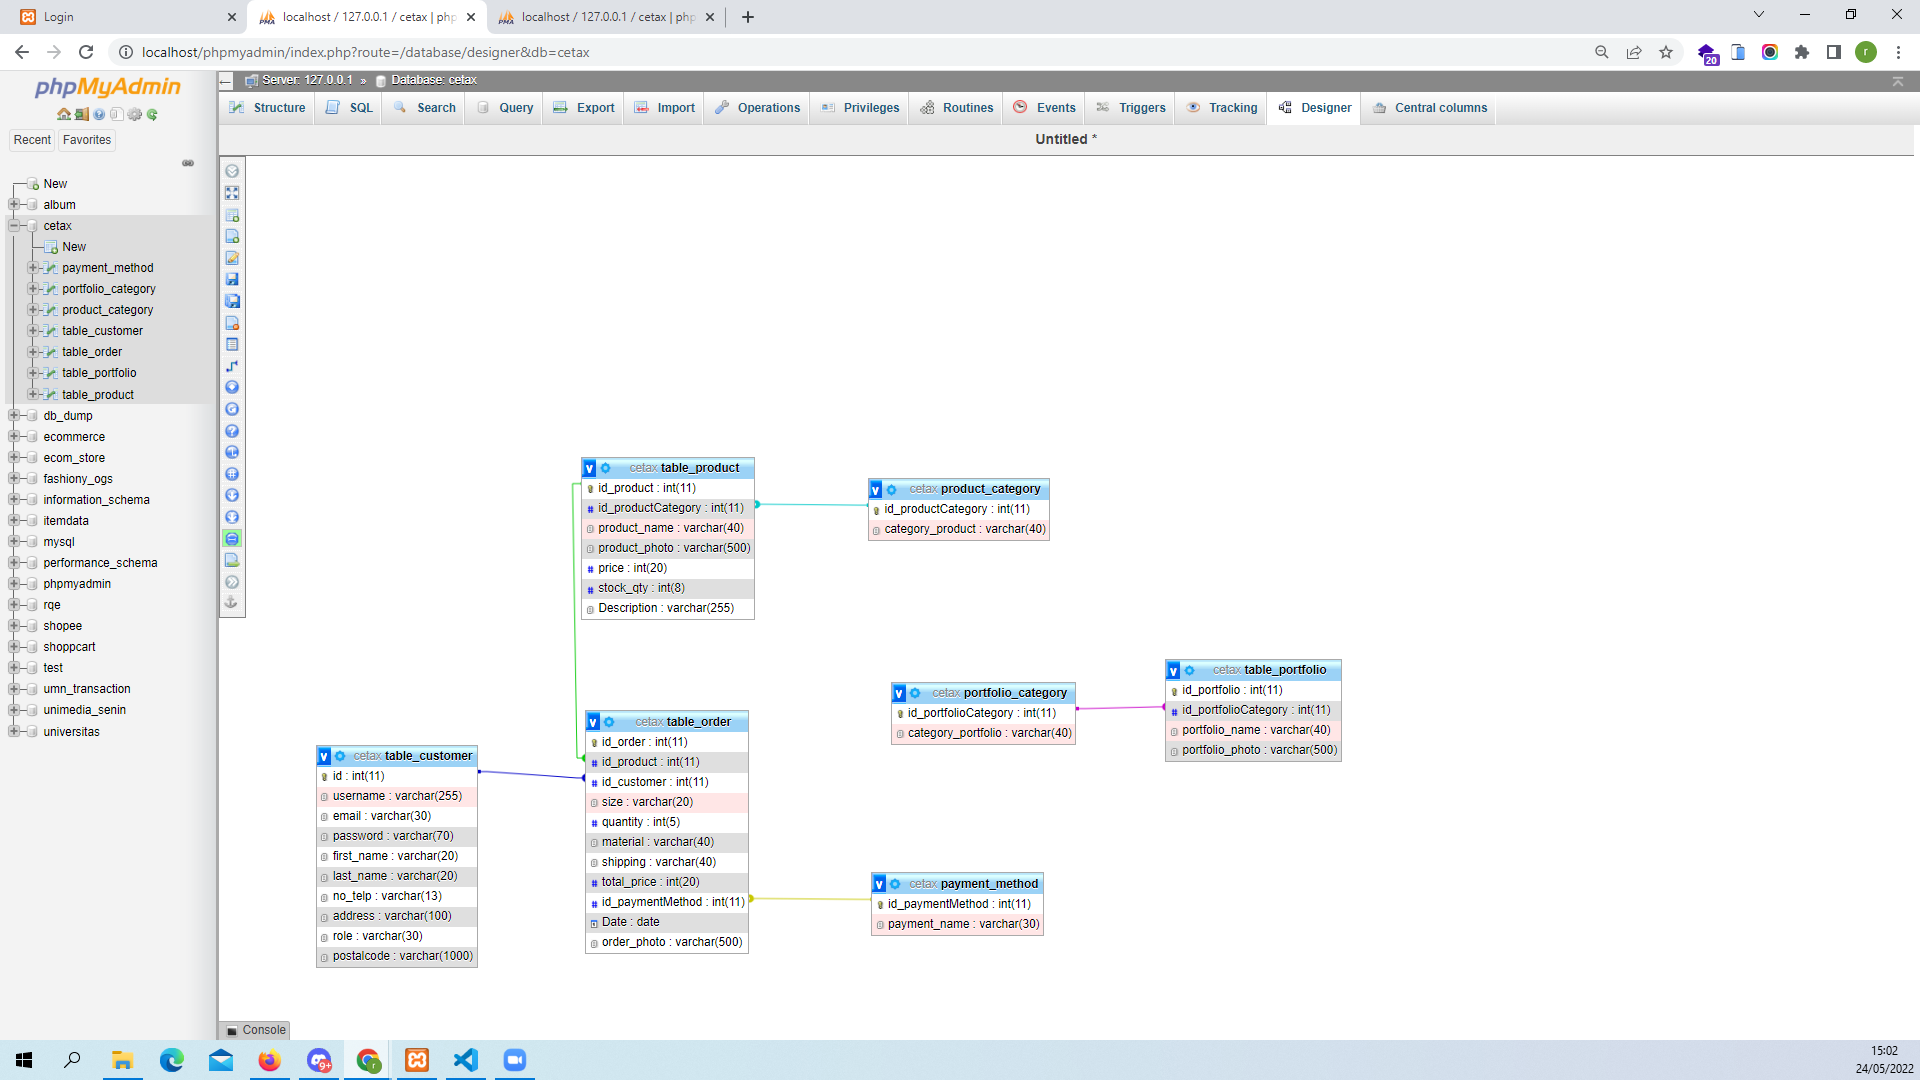 Login
localhost / 127.0.0.1 / cetax | php
localhost / 127.0.0.1 / cetax | php
localhost/phpmyadmin/index.php?route=/database/designer&db=cetax
20
r
phpMyAdmin
Recent
Favorites
New
album
cetax
New
payment_method
portfolio_category
product_category
table_customer
table_order
table_portfolio
table_product
db_dump
ecommerce
ecom_store
fashiony_ogs
information_schema
itemdata
mysql
performance_schema
phpmyadmin
rqe
shopee
shoppcart
test
umn_transaction
unimedia_senin
universitas
Server: 127.0.0.1 » Database: cetax
Structure
SQL
Search
Query
Export
Import
Operations
Privileges
Routines
Events
Triggers
Tracking
Designer
Central columns
Untitled *
v cetax table_product
id_product : int(11)
# id_productCategory : int(11)
product_name : varchar(40)
product_photo : varchar(500)
# price : int(20)
# stock_qty : int(8)
Description : varchar(255)
v cetax product_category
id_productCategory : int(11)
category_product : varchar(40)
v cetax portfolio_category
id_portfolioCategory : int(11)
category_portfolio : varchar(40)
v cetax table_portfolio
id_portfolio : int(11)
# id_portfolioCategory : int(11)
portfolio_name : varchar(40)
portfolio_photo : varchar(500)
v cetax table_customer
id : int(11)
username : varchar(255)
email : varchar(30)
password : varchar(70)
first_name : varchar(20)
last_name : varchar(20)
no_telp : varchar(13)
address : varchar(100)
role : varchar(30)
postalcode : varchar(1000)
v cetax table_order
id_order : int(11)
# id_product : int(11)
# id_customer : int(11)
size : varchar(20)
# quantity : int(5)
material : varchar(40)
shipping : varchar(40)
# total_price : int(20)
# id_paymentMethod : int(11)
Date : date
order_photo : varchar(500)
v cetax payment_method
id_paymentMethod : int(11)
payment_name : varchar(30)
Console
9+
r
15:02
24/05/2022